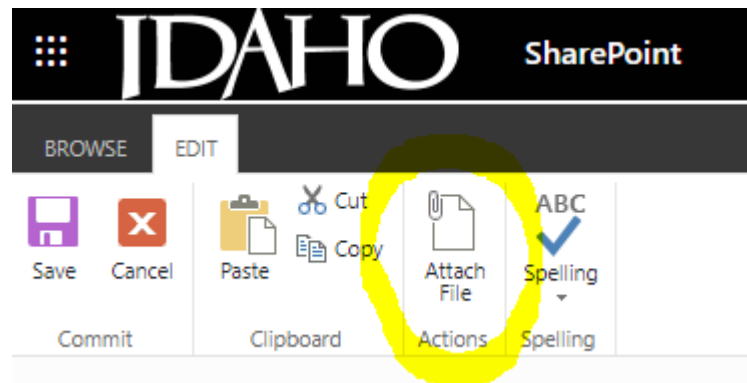 IDAHO SharePoint
BROWSE EDIT
Save Cancel Paste Cut Copy Attach File ABC Spelling
Commit Clipboard Actions Spelling